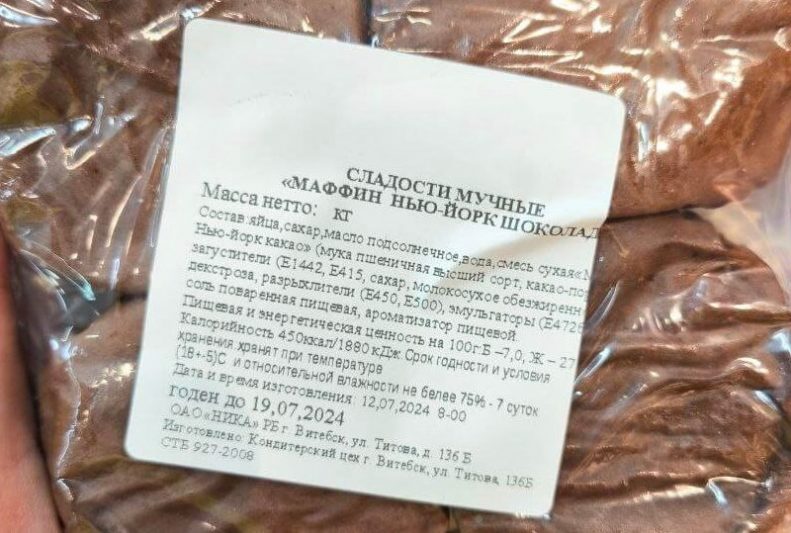 СЛАДОСТИ МУЧНЫЕ
«МАФФИН НЬЮ-ЙОРК ШОКОЛАД
Масса нетто: кг
Состав:яйца,сахар,масло подсолнечное,вода,смесь сухая«М
Нью-йорк какао» (мука пшеничная высший сорт, какао-по
загустители (Е1442, Е415, сахар, молокосухое обезжиренн
декстроза, разрыхлители (Е450, Е500), эмульгаторы (Е472
соль поваренная пищевая, ароматизатор пищевой
Пищевая и энергетическая ценность на 100г:Б –7,0, Ж – 27
Калорийность 450ккал/1880 кДж Срок годности и условия
хранения хранят при температуре
(18+-5)С и относительной влажности не более 75% - 7 суток
Дата и время изготовления 12,07,2024 8-00
годен до 19,07,2024
ОАО«НИКА» РБ г. Витебск, ул. Титова, д. 136 Б
Изготовлено: Кондитерский цех г. Витебск, ул. Титова, 136Б
СТБ 927-2008